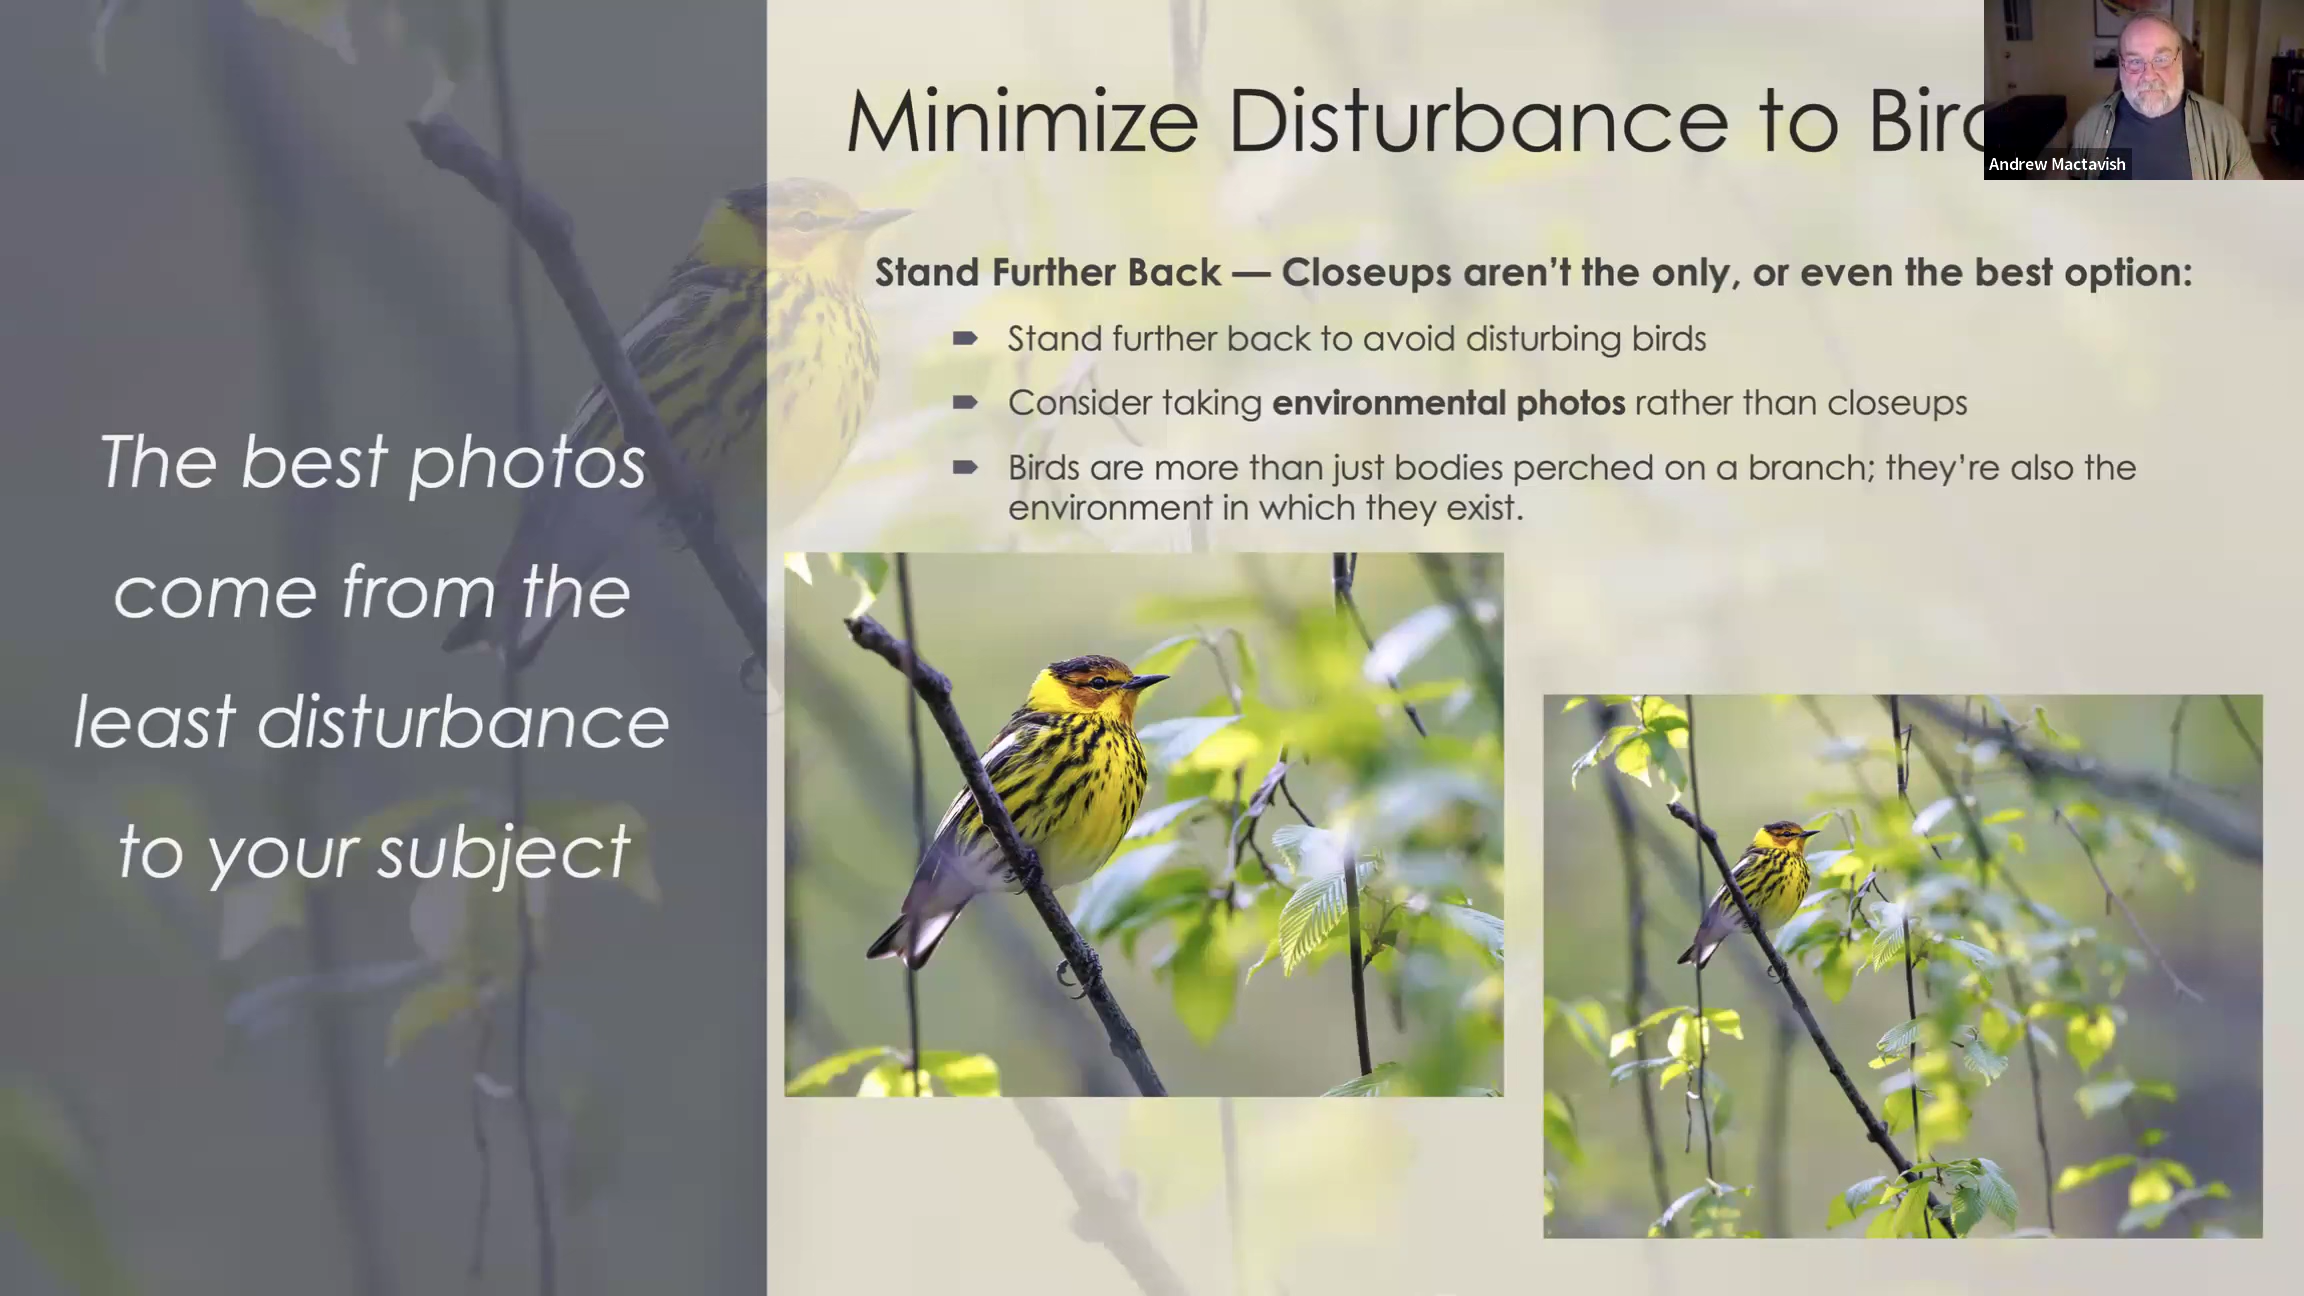 The best photos
come from the
least disturbance
to your subject
Minimize Disturbance to
Andrew Mactavish
Stand Further Back — Closeups aren’t the only, or even the best option:
Stand further back to avoid disturbing birds
Consider taking environmental photos rather than closeups
Birds are more than just bodies perched on a branch; they’re also the
environment in which they exist.